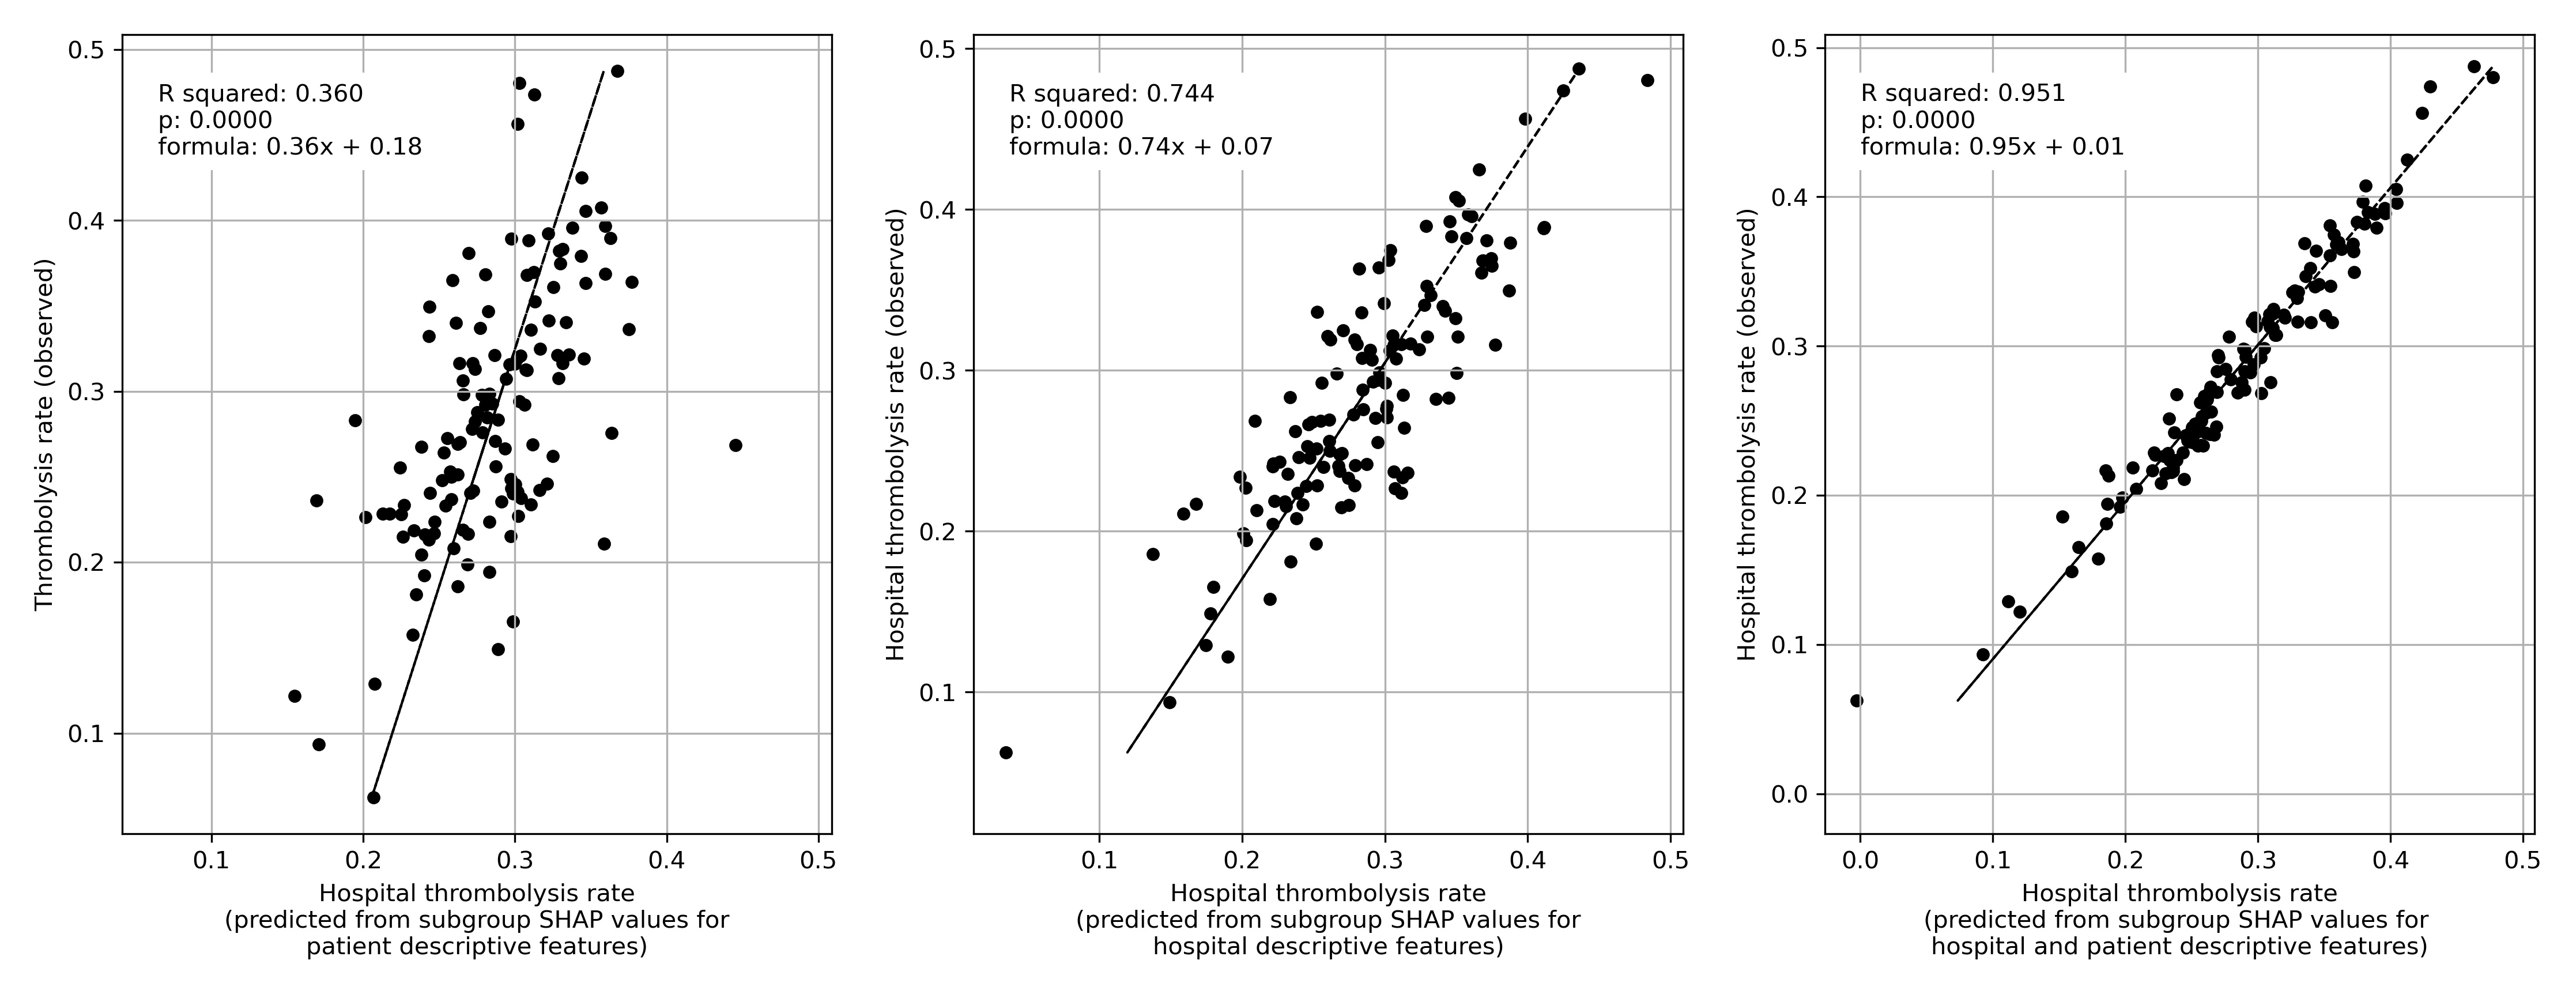 0.5
0.4
0.3
0.2
0.1
Thrombolysis rate (observed)
R squared: 0.360
p: 0.0000
formula: 0.36x + 0.18
0.1 0.2 0.3 0.4 0.5
Hospital thrombolysis rate
(predicted from subgroup SHAP values for
patient descriptive features)
0.5
0.4
0.3
0.2
0.1
Hospital thrombolysis rate (observed)
R squared: 0.744
p: 0.0000
formula: 0.74x + 0.07
0.1 0.2 0.3 0.4 0.5
Hospital thrombolysis rate
(predicted from subgroup SHAP values for
hospital descriptive features)
0.5
0.4
0.3
0.2
0.1
0.0
Hospital thrombolysis rate (observed)
R squared: 0.951
p: 0.0000
formula: 0.95x + 0.01
0.0 0.1 0.2 0.3 0.4 0.5
Hospital thrombolysis rate
(predicted from subgroup SHAP values for
hospital and patient descriptive features)